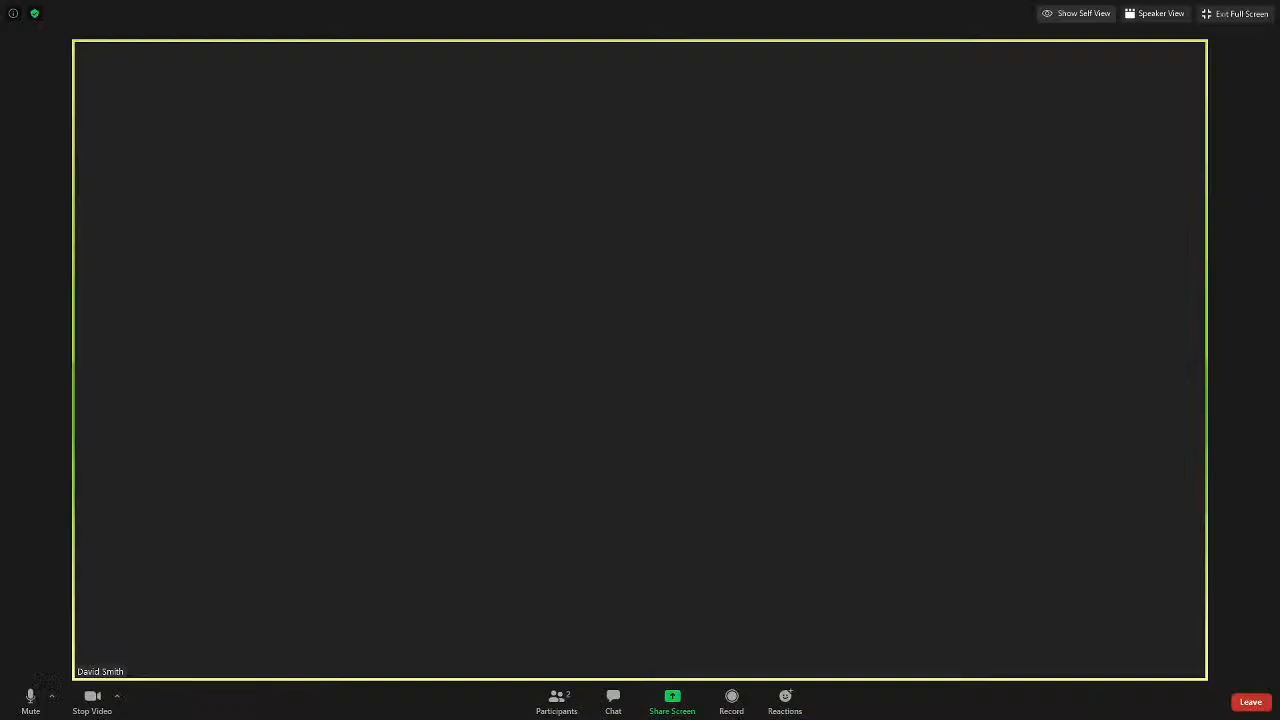 Show Self View Speaker View Exit Full Screen
David Smith
Mute Stop Video Participants 2 Chat Share Screen Record Reactions Leave